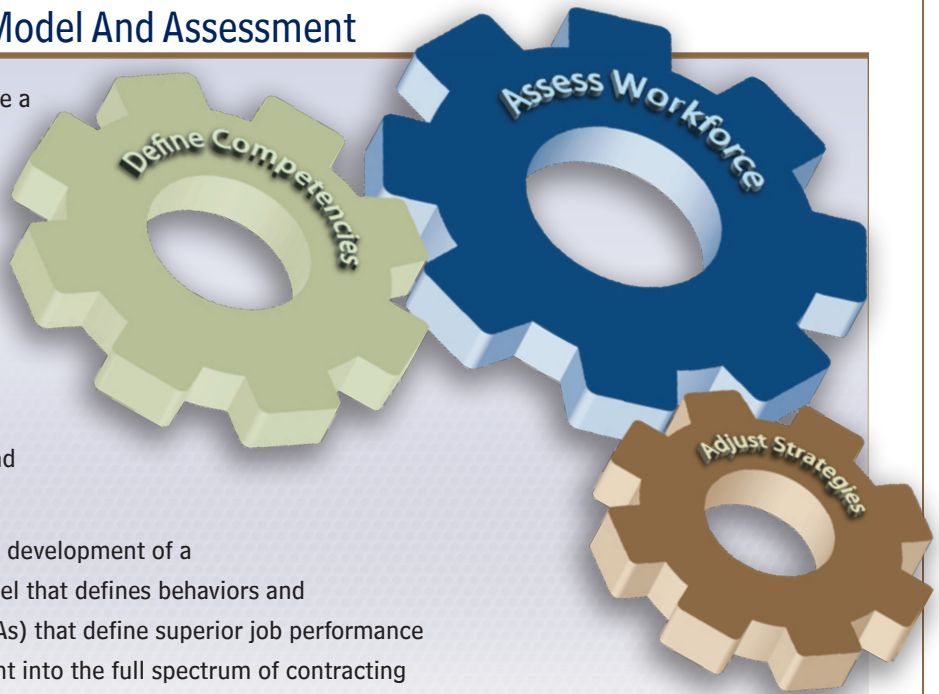 Model And Assessment
e a
Define Competencies
Assess Workforce
nd
Adjust Strategies
development of a
el that defines behaviors and
As) that define superior job performance
nt into the full spectrum of contracting